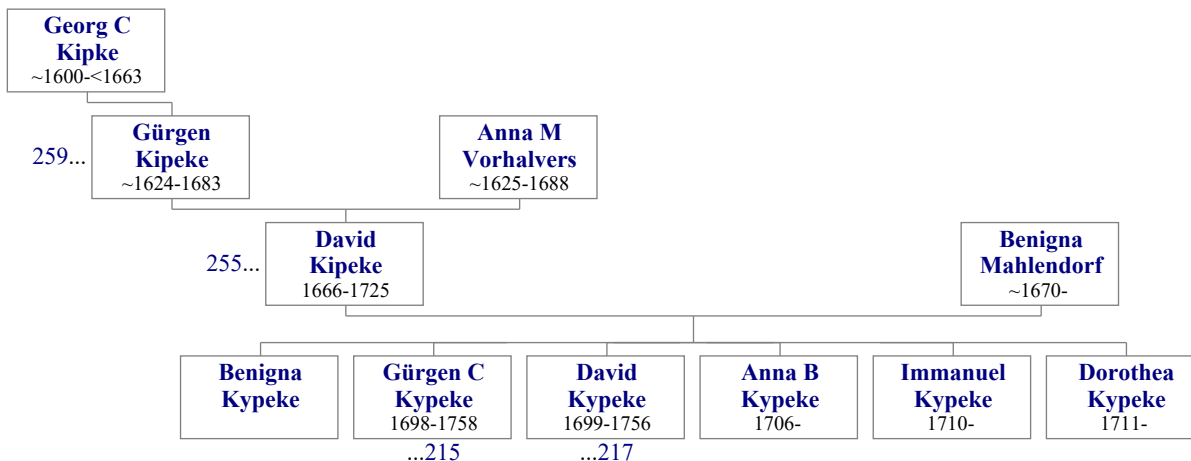 Georg C
Kipke
~1600-<1663
259...
Gürgen
Kipeke
~1624-1683
Anna M
Vorhalvers
~1625-1688
255...
David
Kipeke
1666-1725
Benigna
Mahlendorf
~1670-
Benigna
Kypeke
Gürgen C
Kypeke
1698-1758
...215
David
Kypeke
1699-1756
...217
Anna B
Kypeke
1706-
Immanuel
Kypeke
1710-
Dorothea
Kypeke
1711-